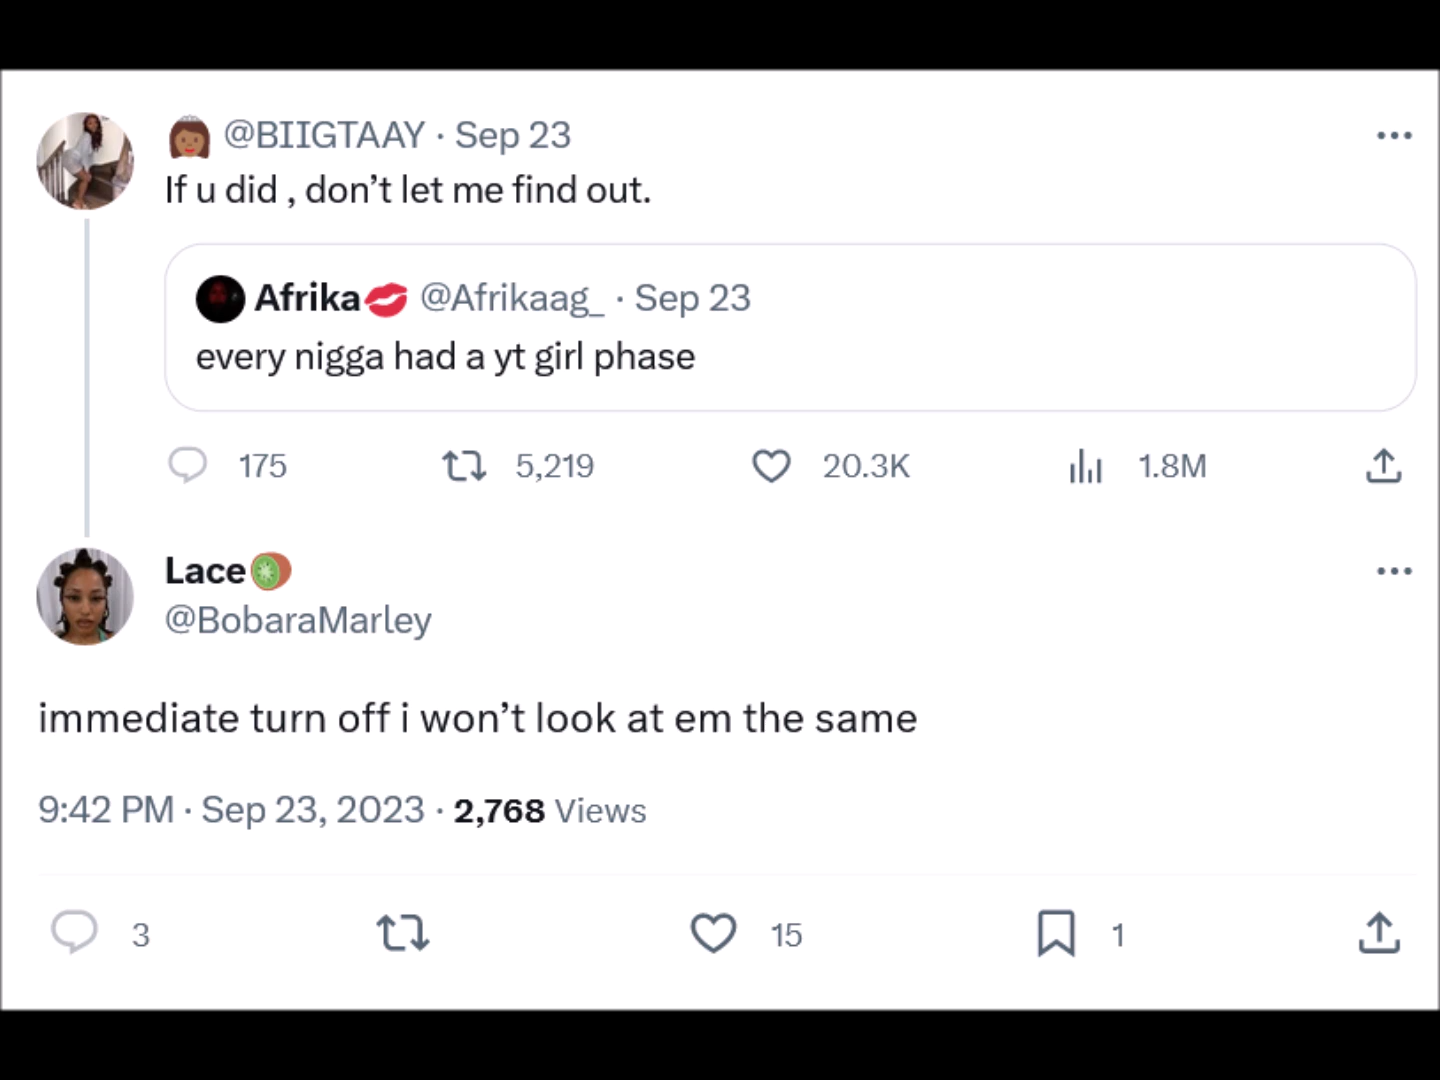 @BIIGTAAY · Sep 23
If u did , don’t let me find out.
Afrika💋 @Afrikaag_ · Sep 23
every nigga had a yt girl phase
175 5,219 20.3K 1.8M
Lace🥝
@BobaraMarley
immediate turn off i won’t look at em the same
9:42 PM · Sep 23, 2023 · 2,768 Views
3 15 1